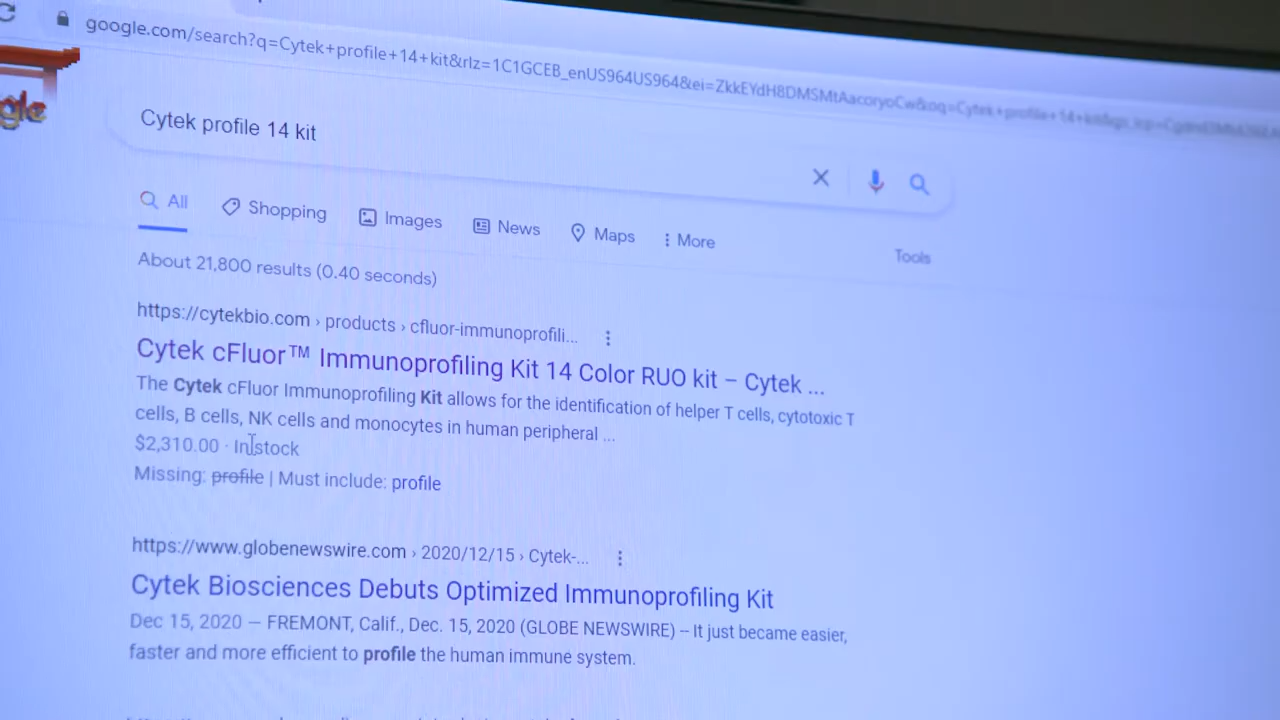 google.com/search?q=Cytek+profile+14+kit&rlz=1C1GCEB_enUS964US964&ei=ZkkEYdH8DMSMtAacoryoCw&oq=Cytek+profile+14+kit
gle
Cytek profile 14 kit
All Shopping Images News Maps More
Tools
About 21,800 results (0.40 seconds)
https://cytekbio.com › products › cfluor-immunoprofili...
Cytek cFluor™ Immunoprofiling Kit 14 Color RUO kit – Cytek ...
The Cytek cFluor Immunoprofiling Kit allows for the identification of helper T cells, cytotoxic T
cells, B cells, NK cells and monocytes in human peripheral ...
$2,310.00 · In stock
Missing: profile | Must include: profile
https://www.globenewswire.com › 2020/12/15 › Cytek-...
Cytek Biosciences Debuts Optimized Immunoprofiling Kit
Dec 15, 2020 — FREMONT, Calif., Dec. 15, 2020 (GLOBE NEWSWIRE) -- It just became easier,
faster and more efficient to profile the human immune system.